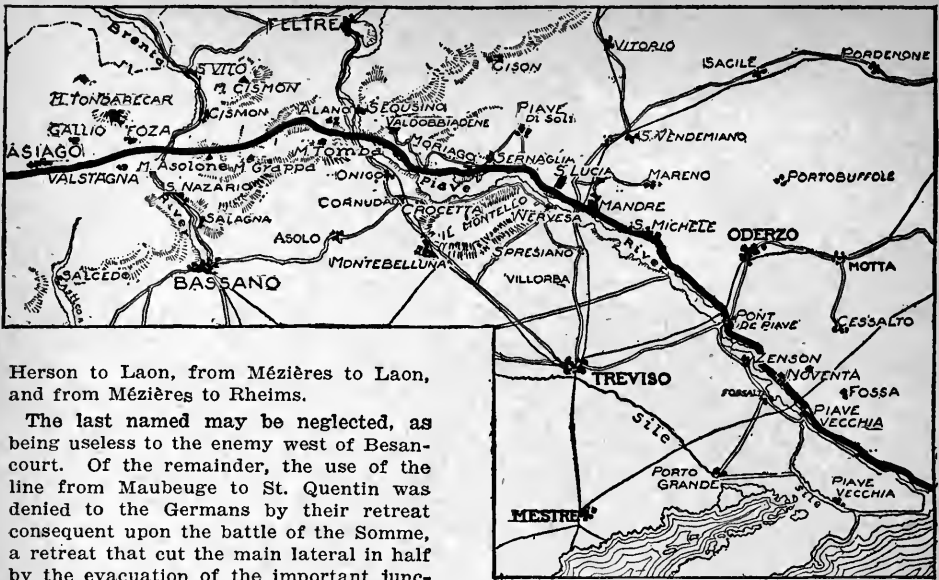 Brenta
FELTRE
VITORIO
S. VITO
M. CISMON
CISON
SACILE
PORDENONE
M. TONDARECAR
CISMON
ALANO
SEQUSINO
PIAVE
DI SOLI
GALLIO
FOZA
VALDOBBIADENE
S. VENDEMIANO
ASIAGO
MORIAGO
SERNAGLIA
VALSTAGNA
M. Asolone
M. Grappa
M. Tomba
ONIGO
Piave
S. LUCIA
MARENO
PORTOBUFFOLE
S. NAZARIO
River
CORNUDA
CROCETTA
IL MONTELLO
NERVESA
MANDRE
S. MICHELE
SALAGNA
ASOLO
River
ODERZO
MONTEBELLUNA
SPRESIANO
MOTTA
SALCEDO
BASSANO
VILLORBA
PONT
DE PIAVE
CESSALTO
ZENSON
TREVISO
NOVENTA
FOSSALT
FOSSA
PIAVE
VECCHIA
Sile
PORTO
GRANDE
Sile
PIAVE
VECCHIA
MESTRE
Herson to Laon, from Mézières to Laon,
and from Mézières to Rheims.
The last named may be neglected, as
being useless to the enemy west of Besan-
court. Of the remainder, the use of the
line from Maubeuge to St. Quentin was
denied to the Germans by their retreat
consequent upon the battle of the Somme,
a retreat that cut the main lateral in half
by the evacuation of the important junc-